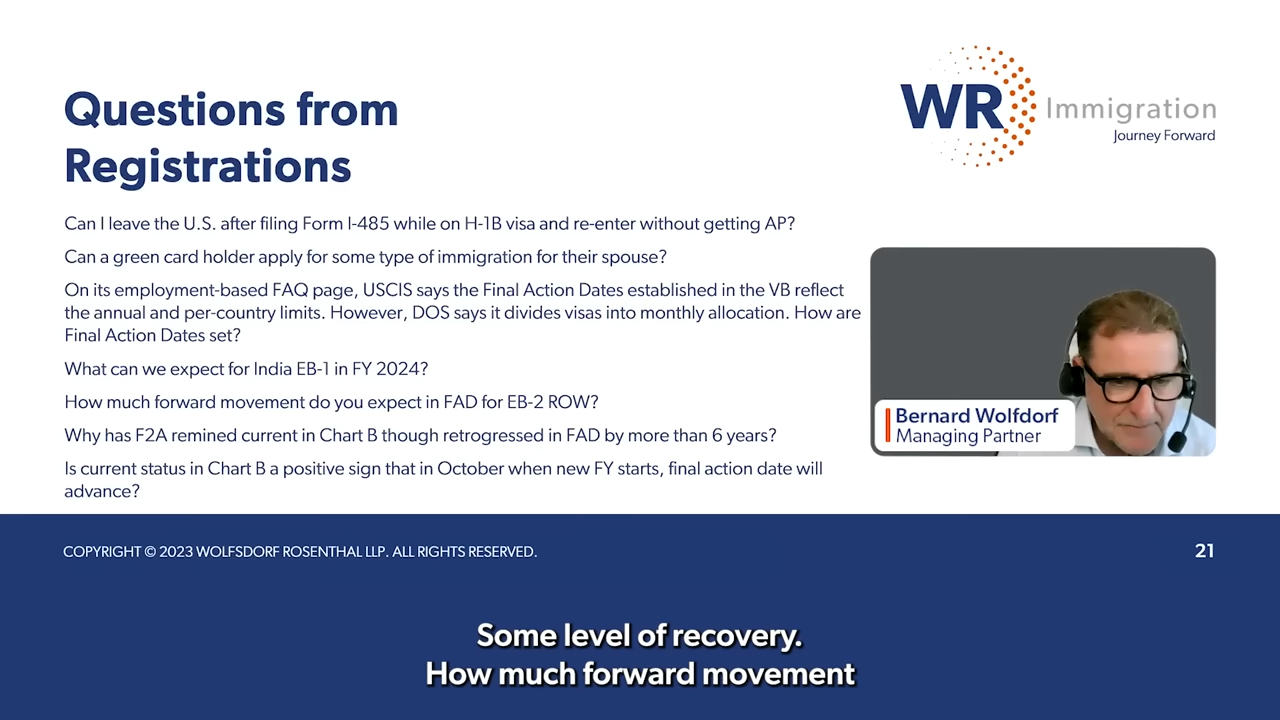 Questions from
Registrations
WR Immigration
Journey Forward
Can I leave the U.S. after filing Form I-485 while on H-1B visa and re-enter without getting AP?
Can a green card holder apply for some type of immigration for their spouse?
On its employment-based FAQ page, USCIS says the Final Action Dates established in the VB reflect
the annual and per-country limits. However, DOS says it divides visas into monthly allocation. How are
Final Action Dates set?
What can we expect for India EB-1 in FY 2024?
How much forward movement do you expect in FAD for EB-2 ROW?
Why has F2A remined current in Chart B though retrogressed in FAD by more than 6 years?
Is current status in Chart B a positive sign that in October when new FY starts, final action date will
advance?
Bernard Wolfdorf
Managing Partner
COPYRIGHT © 2023 WOLFSDORF ROSENTHAL LLP. ALL RIGHTS RESERVED.
21
Some level of recovery.
How much forward movement